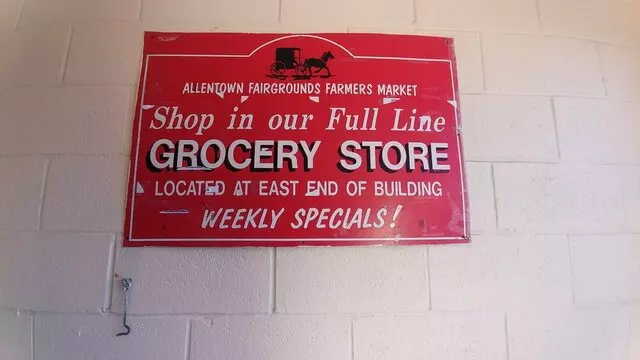 ALLENTOWN FAIRGROUNDS FARMERS MARKET
Shop in our Full Line
GROCERY STORE
LOCATED AT EAST END OF BUILDING
WEEKLY SPECIALS!